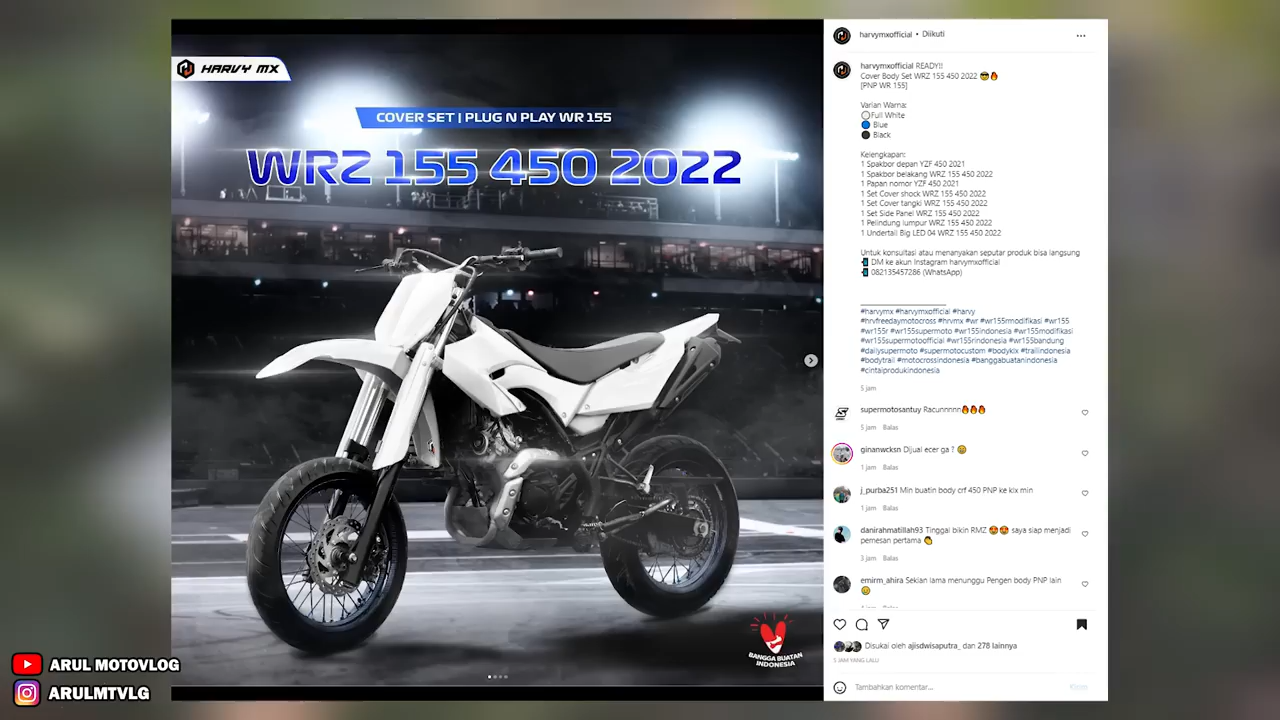 HARVY MX
COVER SET | PLUG N PLAY WR 155
WRZ 155 450 2022
BANGGA BUATAN
INDONESIA
ARUL MOTOVLOG
ARULMTVLG
harvymxofficial • Diikuti
harvymxofficial READY!!
Cover Body Set WRZ 155 450 2022 😎🔥
[PNP WR 155]
Varian Warna:
⚪Full White
🔵 Blue
⚫ Black
Kelengkapan:
1 Spakbor depan YZF 450 2021
1 Spakbor belakang WRZ 155 450 2022
1 Papan nomor YZF 450 2021
1 Set Cover shock WRZ 155 450 2022
1 Set Cover tangki WRZ 155 450 2022
1 Set Side Panel WRZ 155 450 2022
1 Pelindung lumpur WRZ 155 450 2022
1 Undertail Big LED 04 WRZ 155 450 2022
Untuk konsultasi atau menanyakan seputar produk bisa langsung
📲 DM ke akun Instagram harvymxofficial
📲 082135457286 (WhatsApp)
#harvymx #harvymxofficial #harvy
#hrvfreedaymotocross #hrvmx #wr #wr155rmodifikasi #wr155
#wr155r #wr155supermoto #wr155indonesia #wr155modifikasi
#wr155supermotoofficial #wr155rindonesia #wr155bandung
#dailysupermoto #supermotocustom #bodyklx #trailindonesia
#bodytrail #motocrossindonesia #banggabuatanindonesia
#cintaiprodukindonesia
5 jam
supermotosantuy Racunnnnn🔥🔥🔥
5 jam Balas
ginanwcksn Dijual ecer ga ?
1 jam Balas
j_purba251 Min buatin body crf 450 PNP ke klx min
1 jam Balas
danirahmatillah93 Tinggal bikin RMZ 😍😍 saya siap menjadi
pemesan pertama
3 jam Balas
emirm_ahira Sekian lama menunggu Pengen body PNP lain
Disukai oleh ajisdwisaputra_ dan 278 lainnya
5 JAM YANG LALU
Tambahkan komentar...
Kirim